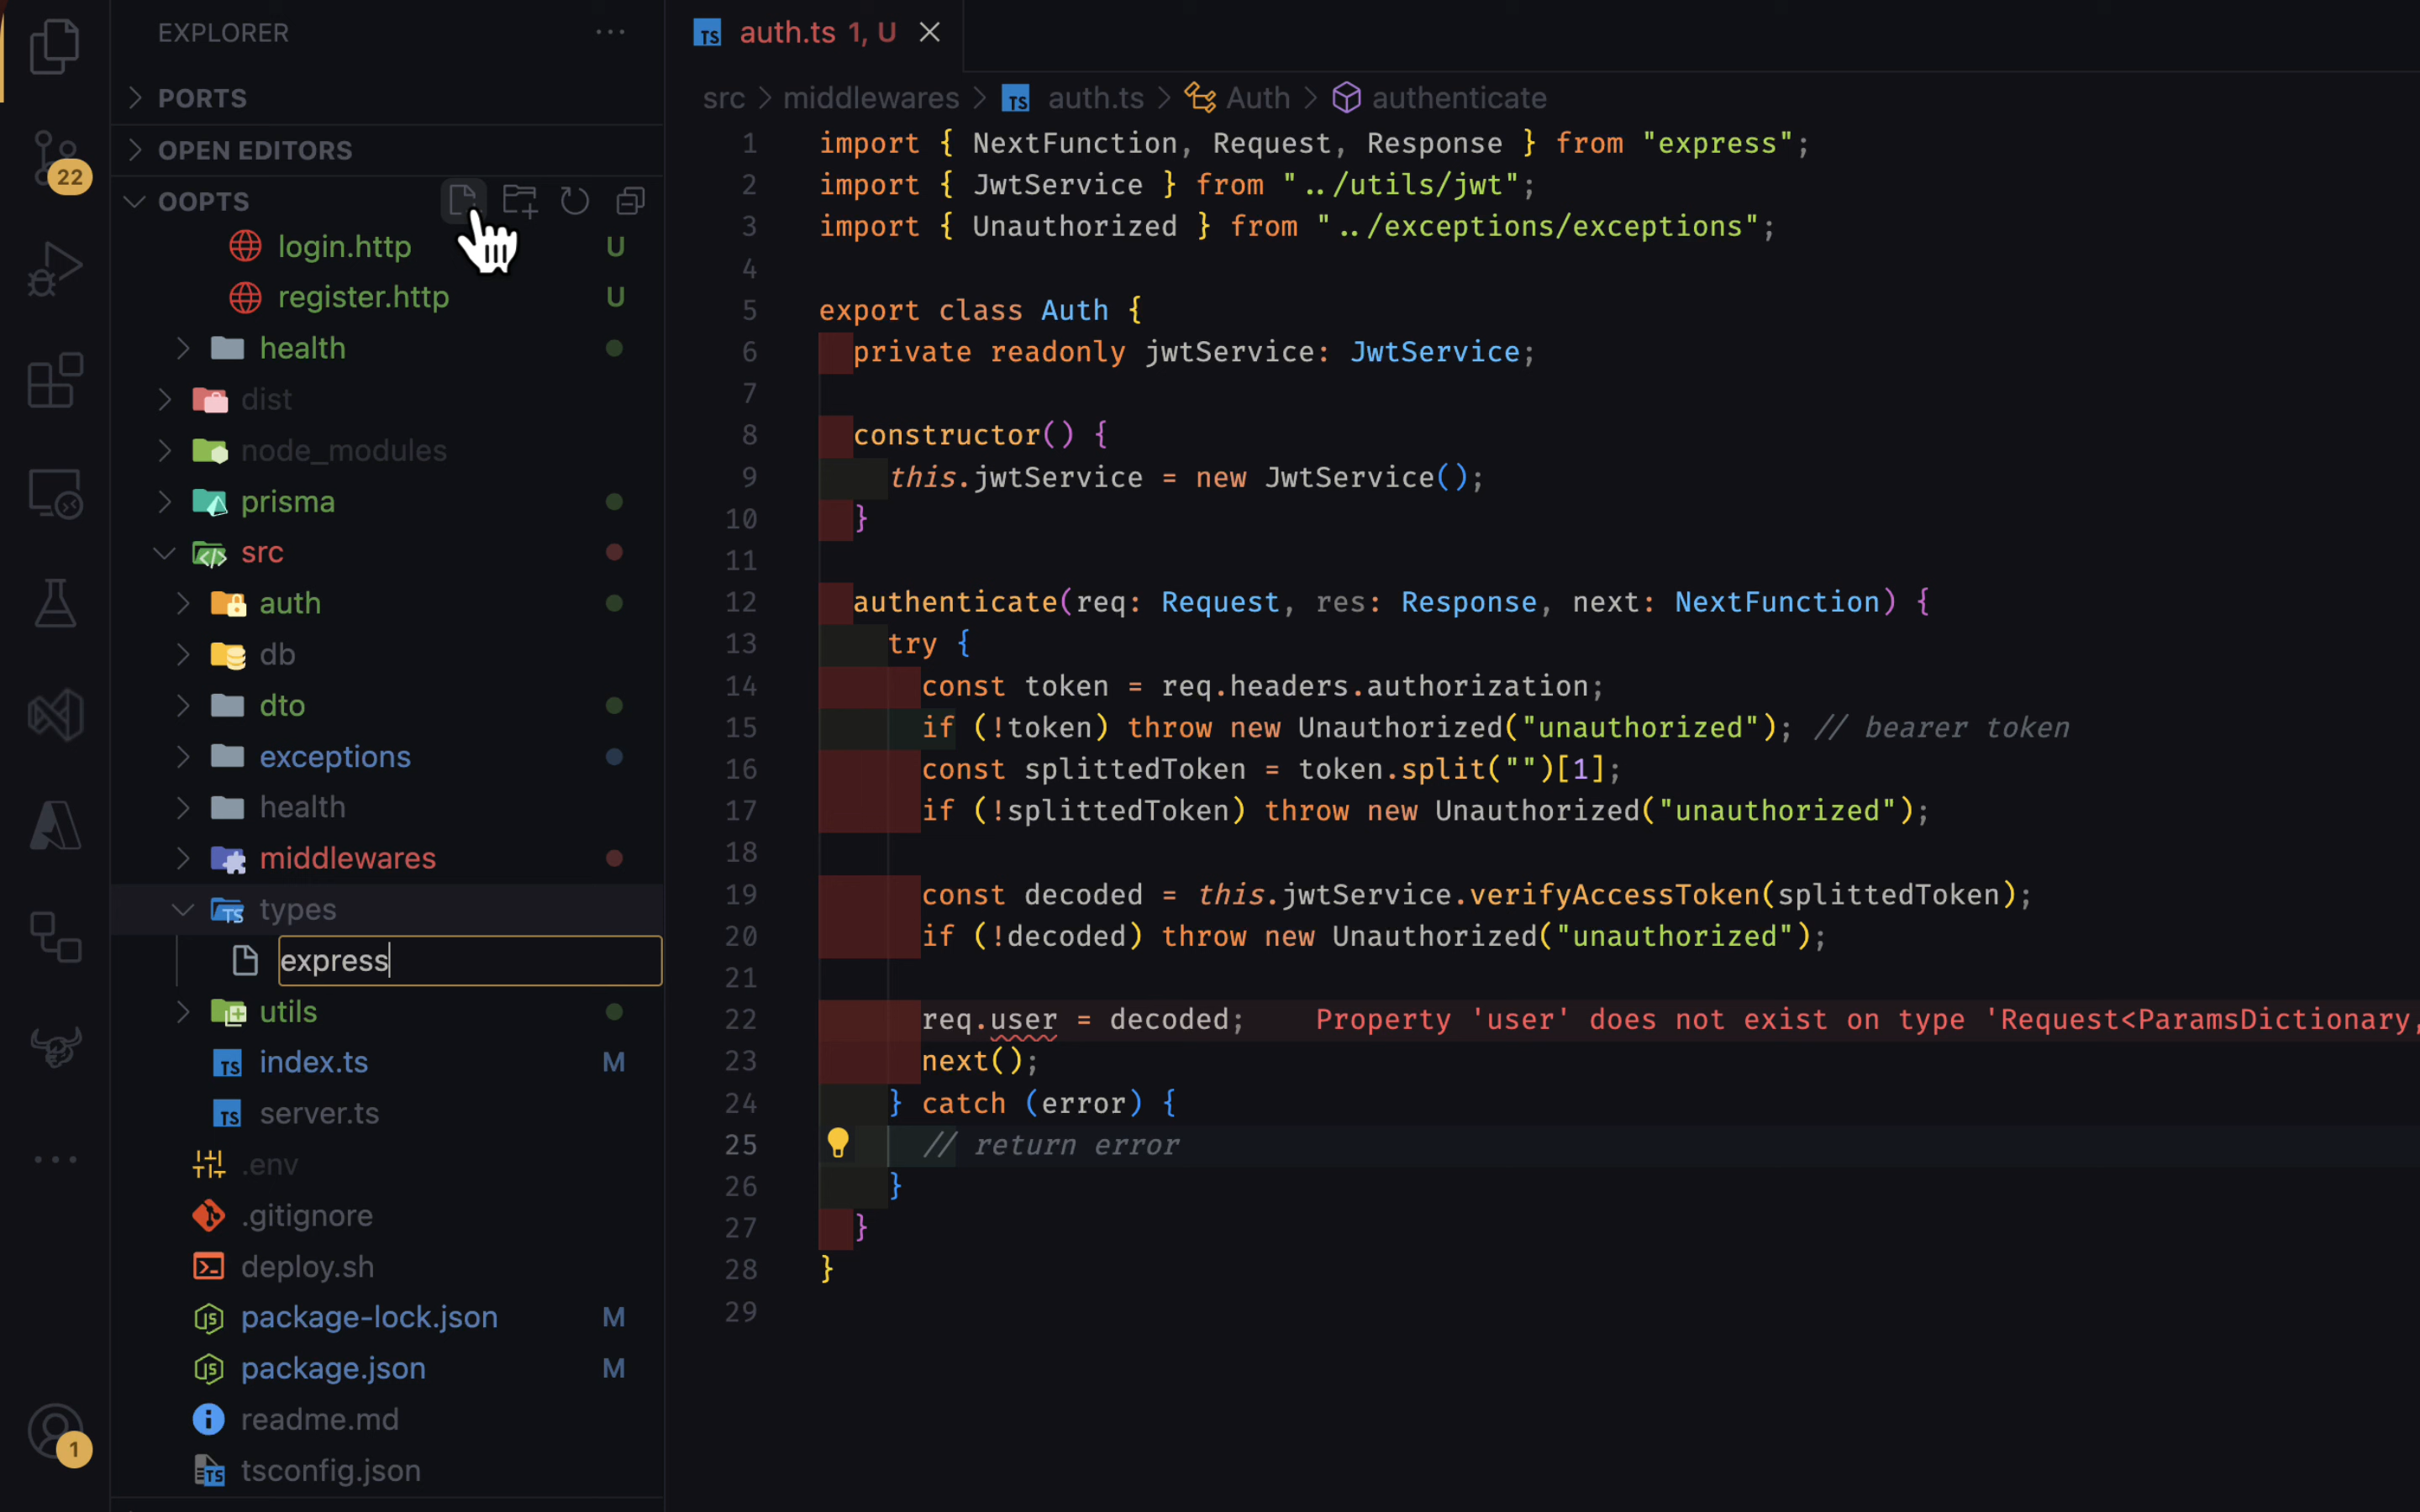 EXPLORER
PORTS
OPEN EDITORS
OOPTS
login.http U
register.http U
health
dist
node_modules
prisma
src
auth
db
dto
exceptions
health
middlewares
types
express
utils
index.ts M
server.ts
.env
.gitignore
deploy.sh
package-lock.json M
package.json M
readme.md
tsconfig.json
22
1
auth.ts 1, U
src > middlewares > TS auth.ts > Auth > authenticate
1 import { NextFunction, Request, Response } from "express";
2 import { JwtService } from "../utils/jwt";
3 import { Unauthorized } from "../exceptions/exceptions";
4
5 export class Auth {
6 private readonly jwtService: JwtService;
7
8 constructor() {
9 this.jwtService = new JwtService();
10 }
11
12 authenticate(req: Request, res: Response, next: NextFunction) {
13 try {
14 const token = req.headers.authorization;
15 if (!token) throw new Unauthorized("unauthorized"); // bearer token
16 const splittedToken = token.split("")[1];
17 if (!splittedToken) throw new Unauthorized("unauthorized");
18
19 const decoded = this.jwtService.verifyAccessToken(splittedToken);
20 if (!decoded) throw new Unauthorized("unauthorized");
21
22 req.user = decoded; Property 'user' does not exist on type 'Request<ParamsDictionary,
23 next();
24 } catch (error) {
25 // return error
26 }
27 }
28 }
29